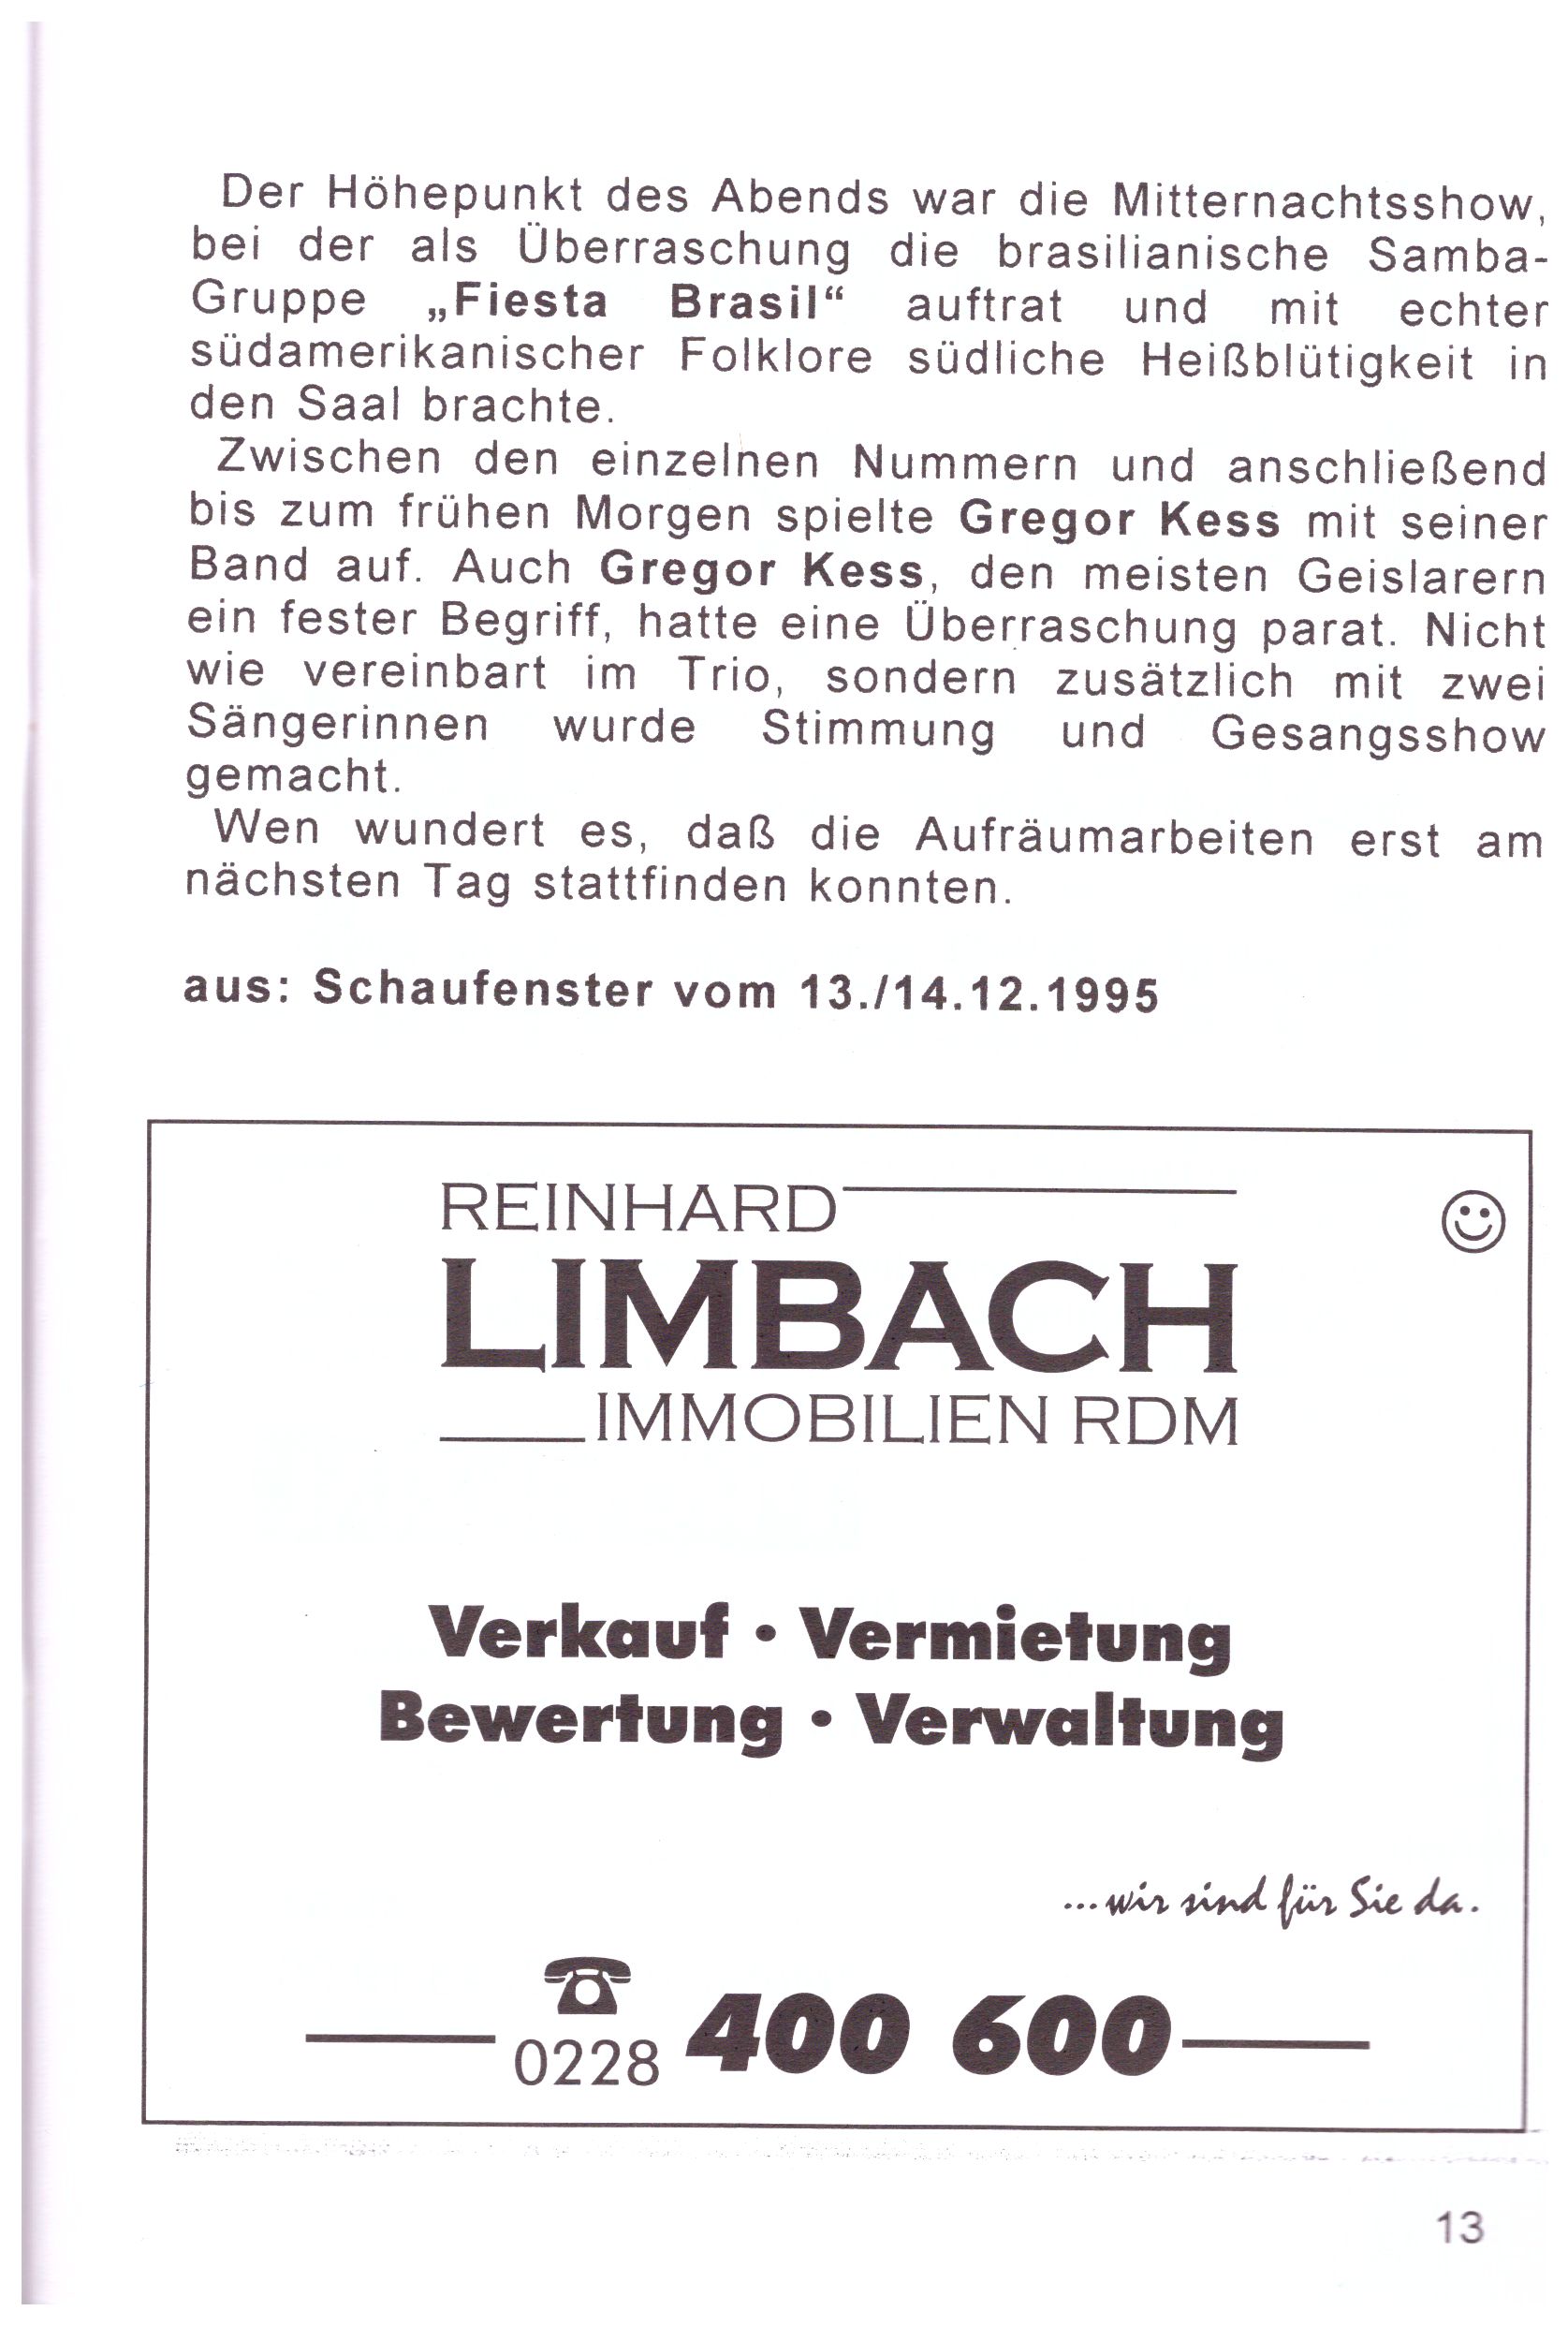 Der Höhepunkt des Abends war die Mitternachtsshow,
bei der als Überraschung die brasilianische Samba-
Gruppe „Fiesta Brasil“ auftrat und mit echter
südamerikanischer Folklore südliche Heißblütigkeit in
den Saal brachte.
Zwischen den einzelnen Nummern und anschließend
bis zum frühen Morgen spielte Gregor Kess mit seiner
Band auf. Auch Gregor Kess, den meisten Geislarern
ein fester Begriff, hatte eine Überraschung parat. Nicht
wie vereinbart im Trio, sondern zusätzlich mit zwei
Sängerinnen wurde Stimmung und Gesangsshow
gemacht.
Wen wundert es, daß die Aufräumarbeiten erst am
nächsten Tag stattfinden konnten.
aus: Schaufenster vom 13./14.12.1995
REINHARD
LIMBACH
IMMOBILIEN RDM
Verkauf • Vermietung
Bewertung • Verwaltung
...wir sind für Sie da.
0228 400 600
13